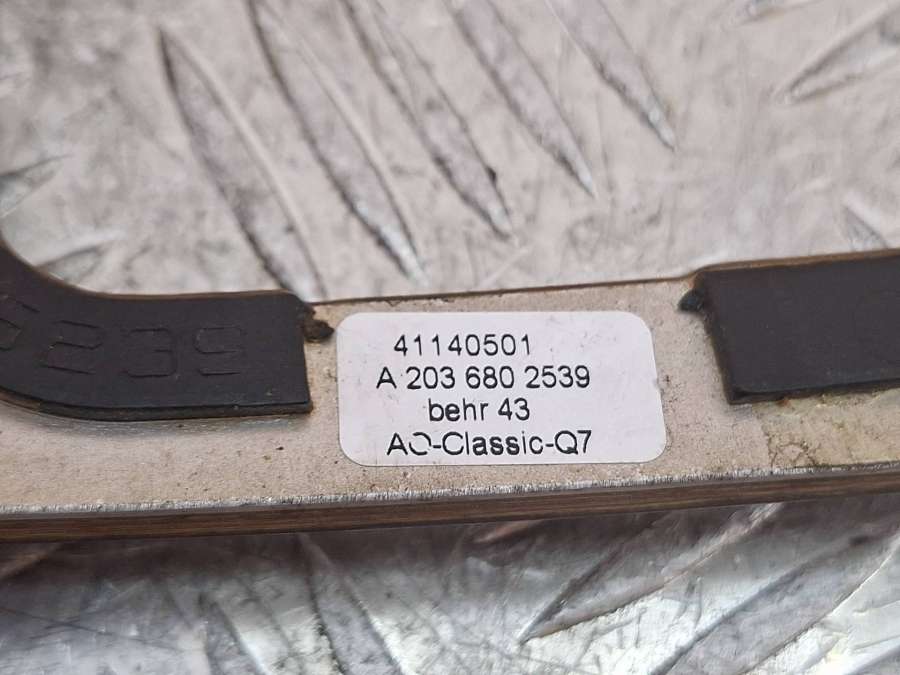 41140501
A 203 680 2539
behr 43
AO-Classic-Q7